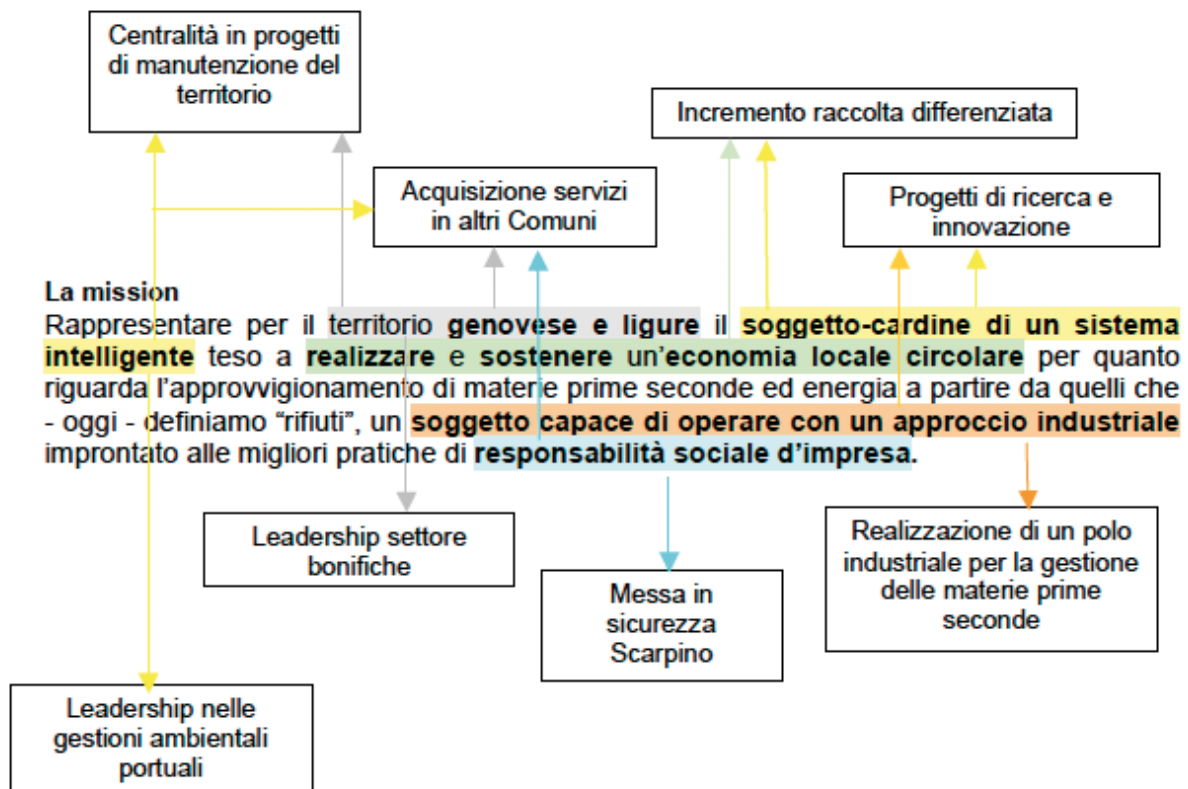 Centralità in progetti
di manutenzione del
territorio
Incremento raccolta differenziata
Acquisizione servizi
in altri Comuni
Progetti di ricerca e
innovazione
La mission
Rappresentare per il territorio genovese e ligure il soggetto-cardine di un sistema
intelligente teso a realizzare e sostenere un’economia locale circolare per quanto
riguarda l’approvvigionamento di materie prime seconde ed energia a partire da quelli che
- oggi - definiamo “rifiuti”, un soggetto capace di operare con un approccio industriale
improntato alle migliori pratiche di responsabilità sociale d’impresa.
Leadership settore
bonifiche
Messa in
sicurezza
Scarpino
Realizzazione di un polo
industriale per la gestione
delle materie prime
seconde
Leadership nelle
gestioni ambientali
portuali